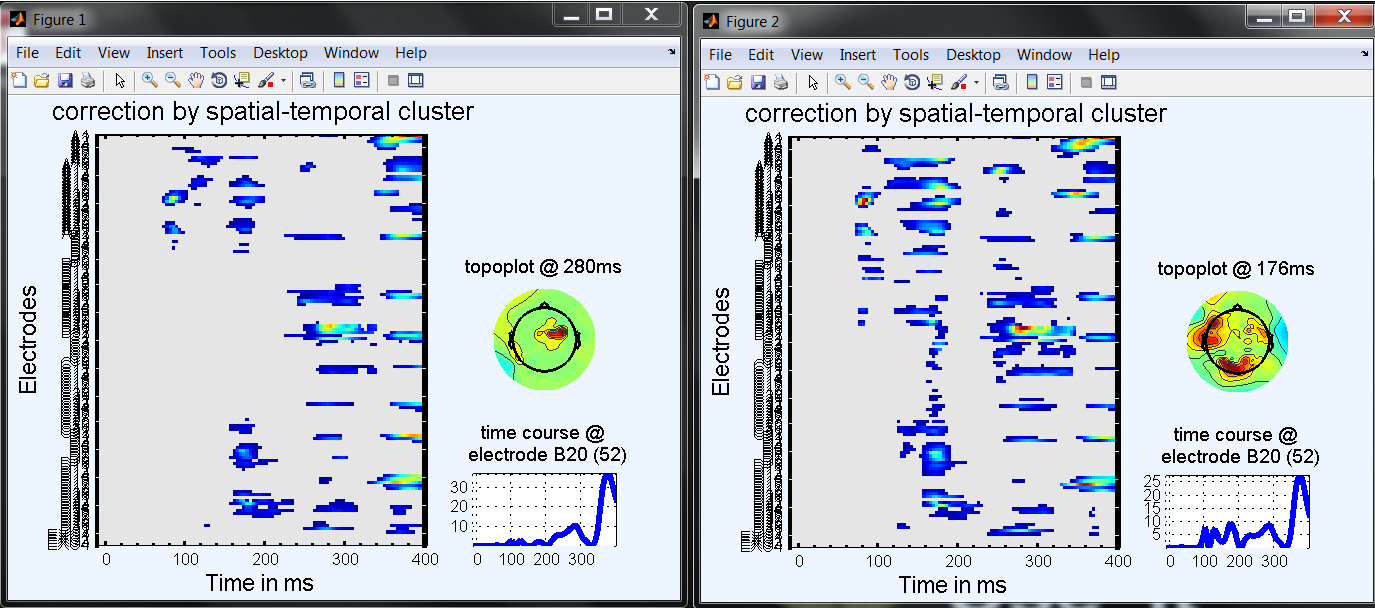 Figure 1
File Edit View Insert Tools Desktop Window Help
correction by spatial-temporal cluster
Electrodes
0 100 200 300 400
Time in ms
topoplot @ 280ms
time course @
electrode B20 (52)
30
20
10
0 100 200 300
Figure 2
File Edit View Insert Tools Desktop Window Help
correction by spatial-temporal cluster
Electrodes
0 100 200 300 400
Time in ms
topoplot @ 176ms
time course @
electrode B20 (52)
25
20
15
10
5
0 100 200 300